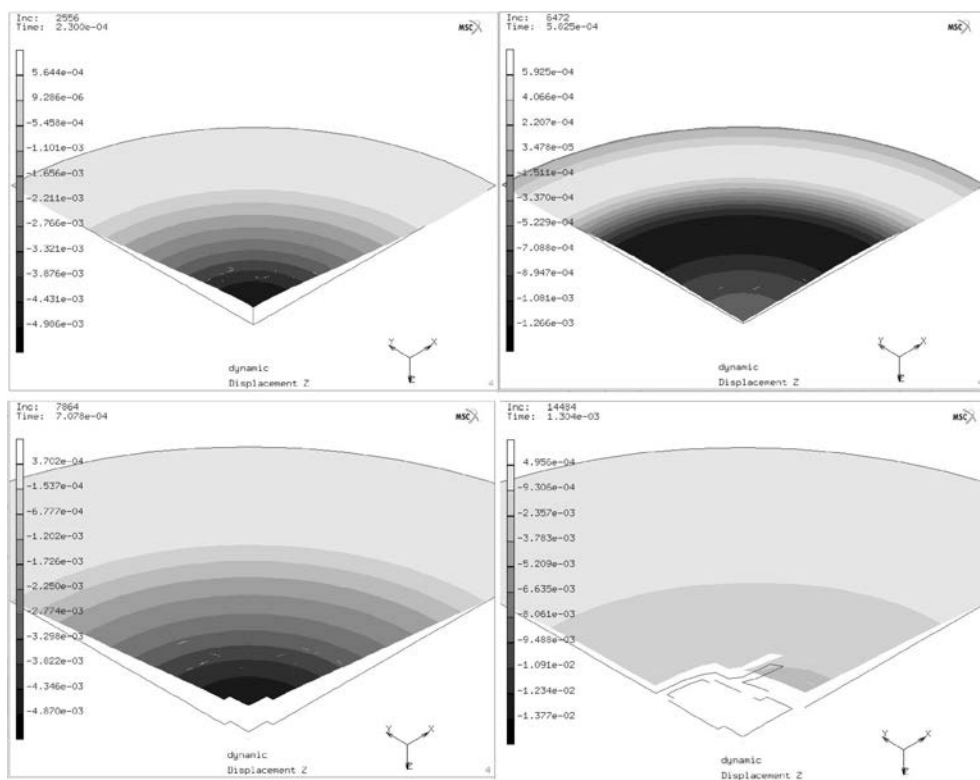 Inc: 2556
Time: 2.300e-04
MSC
5.644e-04
9.286e-06
-5.458e-04
-1.101e-03
-1.656e-03
-2.211e-03
-2.766e-03
-3.321e-03
-3.876e-03
-4.431e-03
-4.986e-03
Y X
Z
dynamic
Displacement Z
4
Inc: 6472
Time: 5.825e-04
MSC
5.925e-04
4.066e-04
2.207e-04
3.478e-05
-1.511e-04
-3.370e-04
-5.229e-04
-7.088e-04
-8.947e-04
-1.081e-03
-1.266e-03
Y X
dynamic
Displacement Z
Inc: 7864
Time: 7.078e-04
MSC
3.702e-04
-1.537e-04
-6.777e-04
-1.202e-03
-1.726e-03
-2.250e-03
-2.774e-03
-3.298e-03
-3.822e-03
-4.346e-03
-4.870e-03
Y X
dynamic
Displacement Z
4
Inc: 14484
Time: 1.304e-03
MSC
4.956e-04
-9.306e-04
-2.357e-03
-3.783e-03
-5.209e-03
-6.635e-03
-8.061e-03
-9.488e-03
-1.091e-02
-1.234e-02
-1.377e-02
Y X
dynamic
Displacement Z